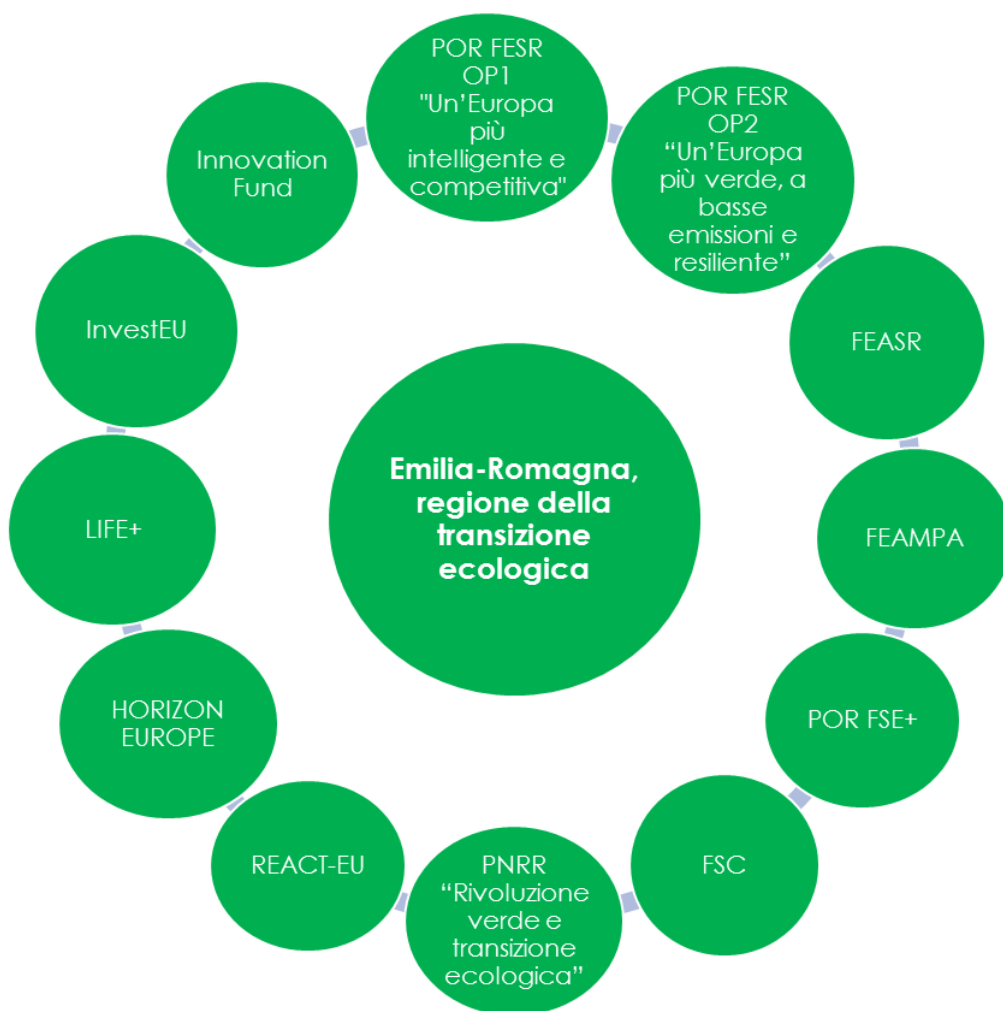 POR FESR
OP1
"Un'Europa
più
intelligente e
competitiva"
POR FESR
OP2
“Un’Europa
più verde, a
basse
emissioni e
resiliente”
FEASR
FEAMPA
POR FSE+
FSC
PNRR
“Rivoluzione
verde e
transizione
ecologica”
REACT-EU
HORIZON
EUROPE
LIFE+
InvestEU
Innovation
Fund
Emilia-Romagna,
regione della
transizione
ecologica